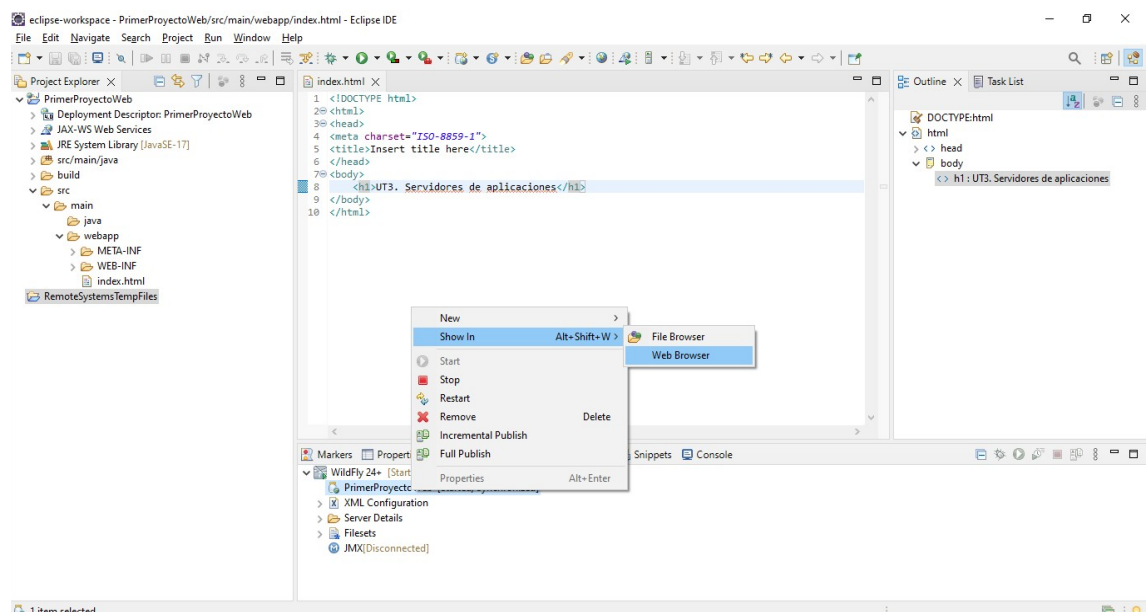 eclipse-workspace - PrimerProyectoWeb/src/main/webapp/index.html - Eclipse IDE
File Edit Navigate Search Project Run Window Help
Project Explorer
PrimerProyectoWeb
Deployment Descriptor: PrimerProyectoWeb
JAX-WS Web Services
JRE System Library [JavaSE-17]
src/main/java
build
src
main
java
webapp
META-INF
WEB-INF
index.html
RemoteSystemsTempFiles
index.html
1 <!DOCTYPE html>
2 <html>
3 <head>
4 <meta charset="ISO-8859-1">
5 <title>Insert title here</title>
6 </head>
7 <body>
8 <h1>UT3. Servidores de aplicaciones</h1>
9 </body>
10 </html>
Outline Task List
DOCTYPE:html
html
head
body
h1 : UT3. Servidores de aplicaciones
New
Show In Alt+Shift+W
File Browser
Web Browser
Start
Stop
Restart
Remove Delete
Incremental Publish
Full Publish
Properties Alt+Enter
Markers Propert Snippets Console
WildFly 24+ [Start
PrimerProyecto
XML Configuration
Server Details
Filesets
JMX[Disconnected]
1 item selected